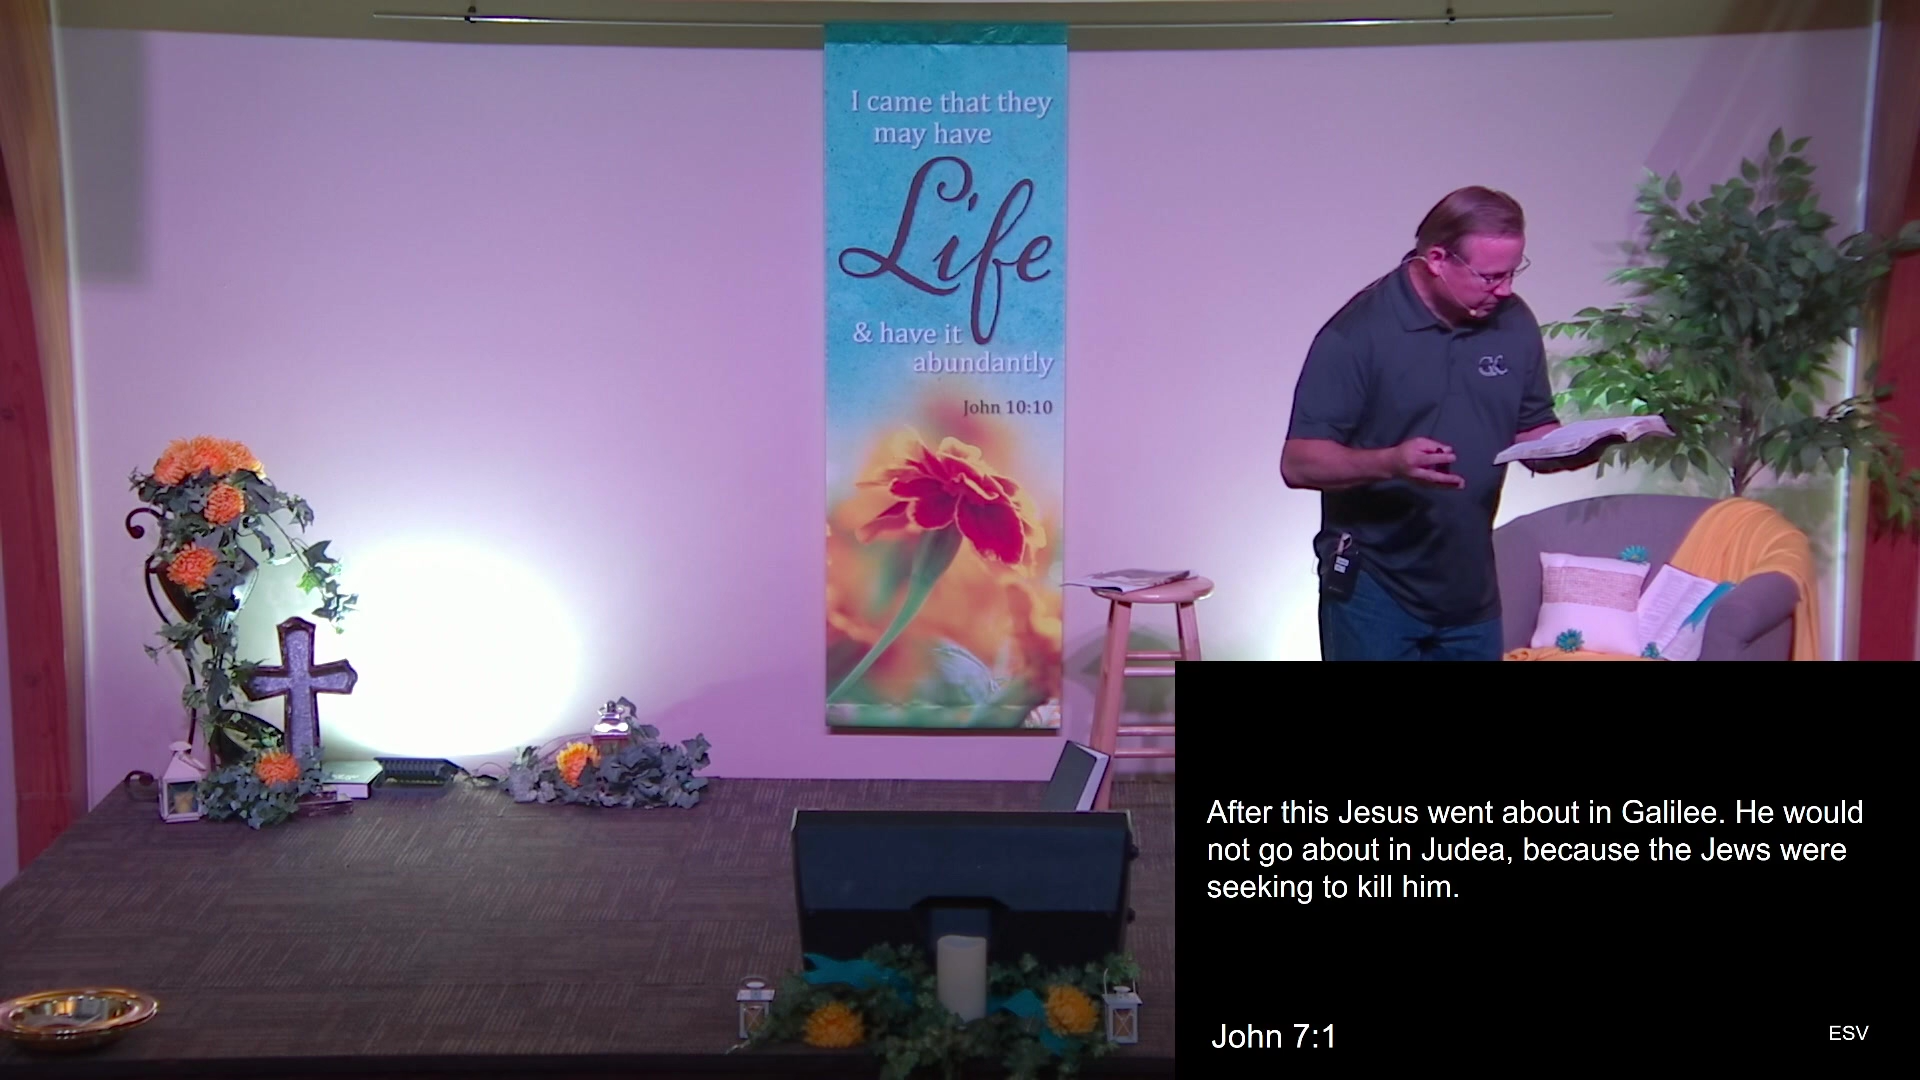 I came that they
may have
Life
& have it
abundantly
John 10:10
GC
After this Jesus went about in Galilee. He would
not go about in Judea, because the Jews were
seeking to kill him.
John 7:1
ESV